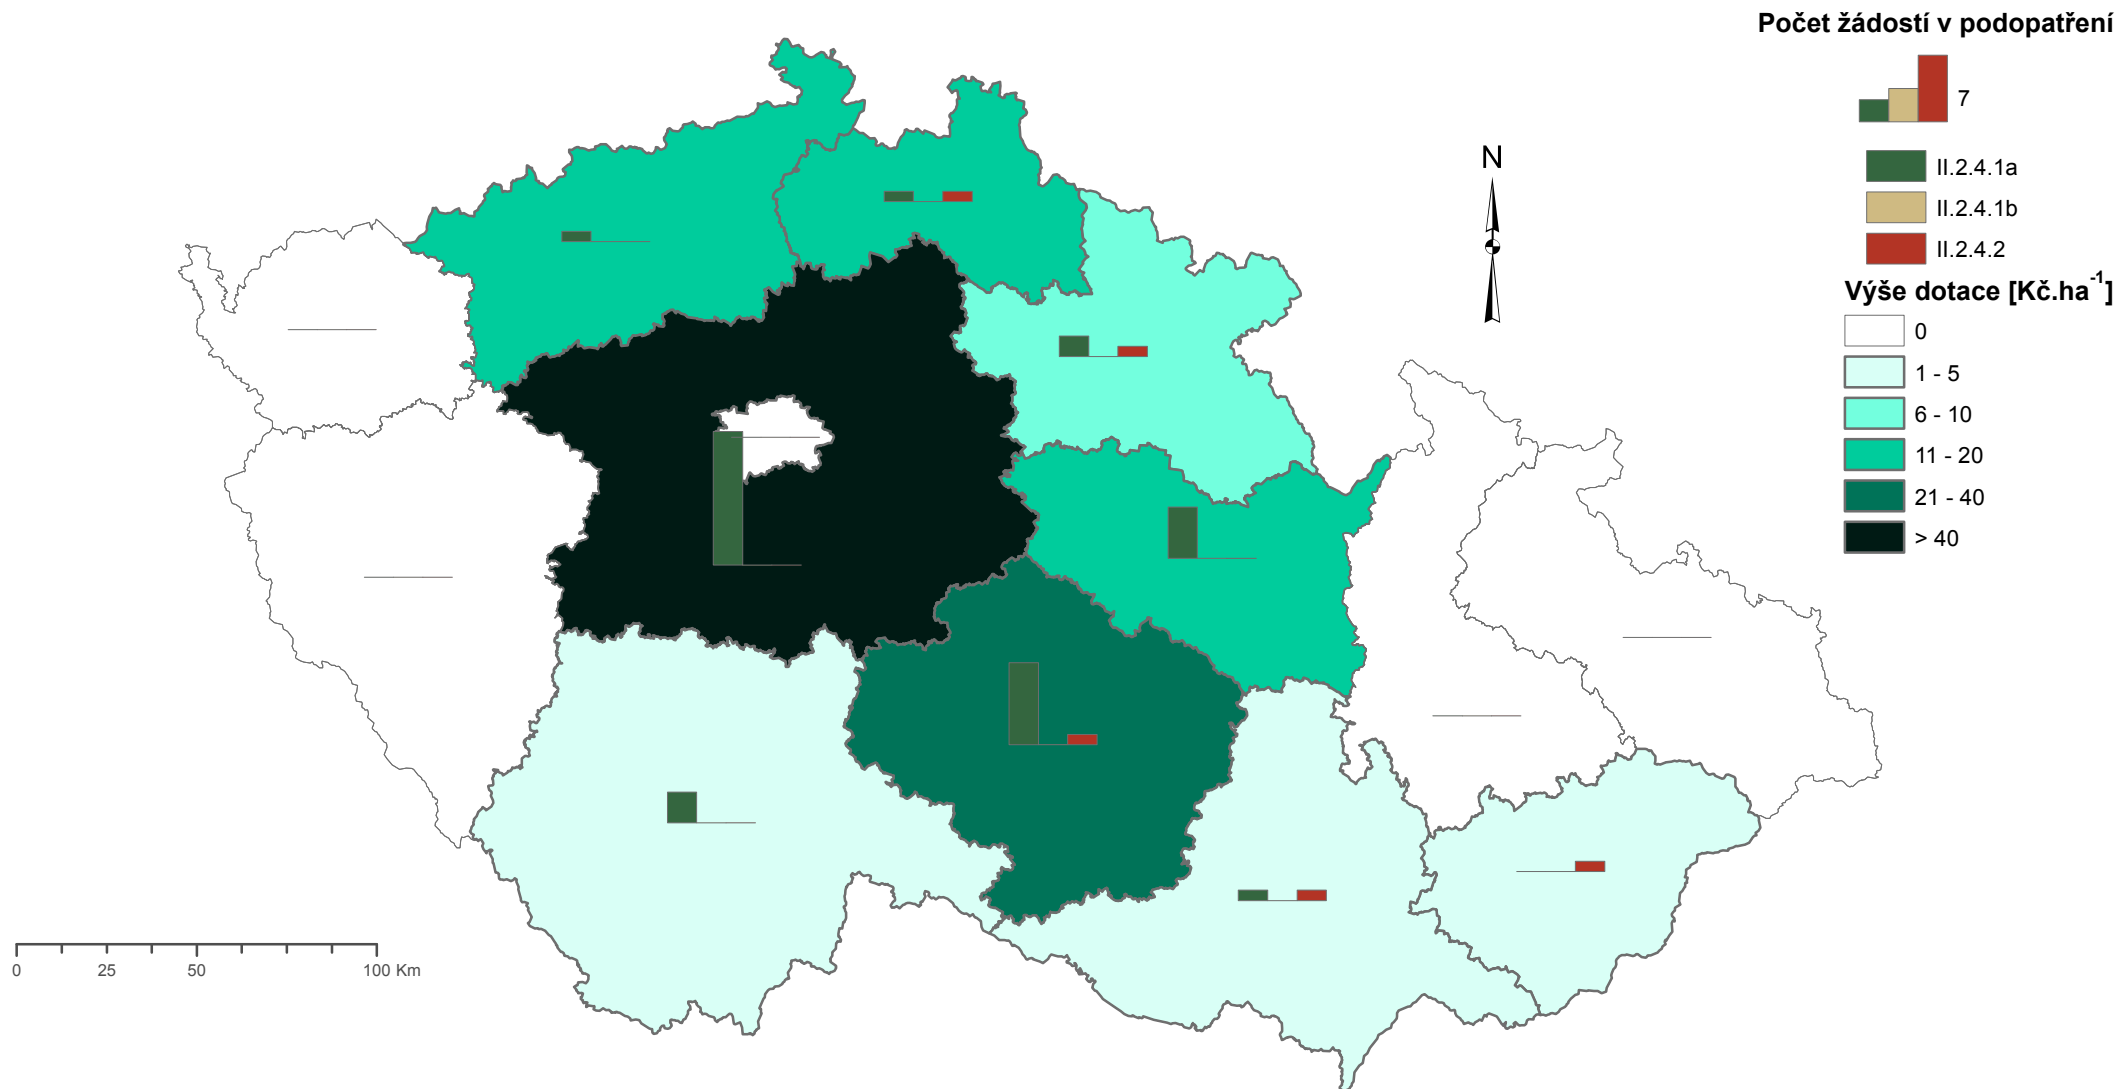 Počet žádostí v podopatření
7
II.2.4.1a
II.2.4.1b
II.2.4.2
Výše dotace [Kč.ha⁻¹]
0
1 - 5
6 - 10
11 - 20
21 - 40
> 40
N
0 25 50 100 Km